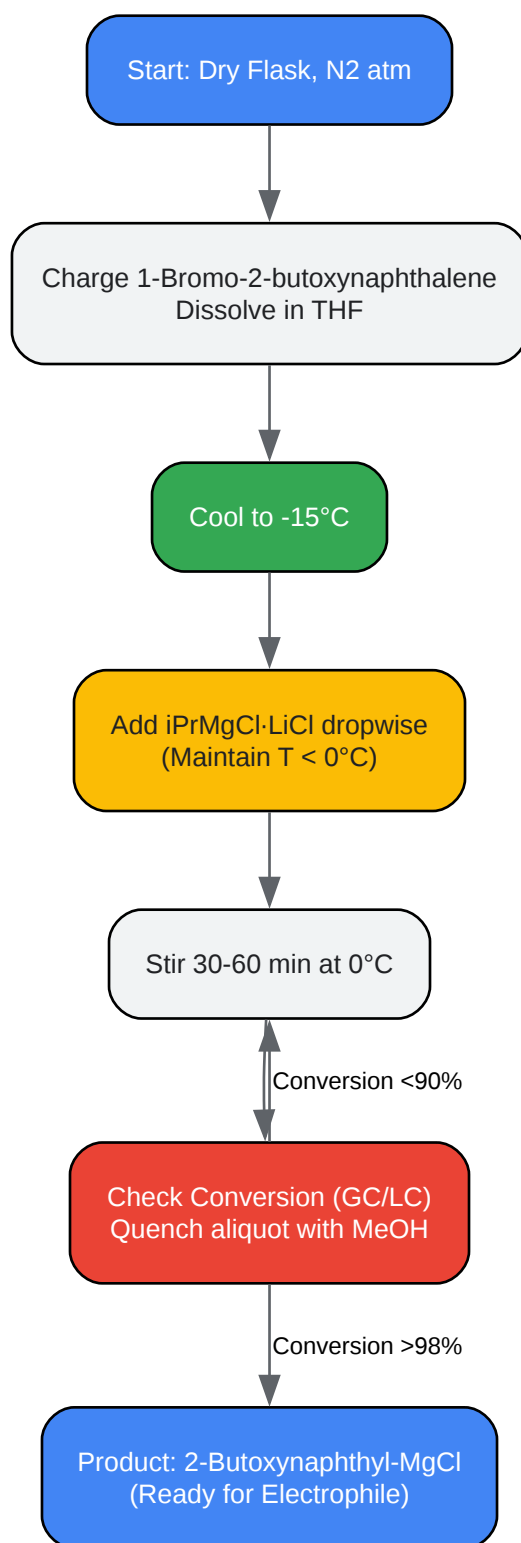 Start: Dry Flask, N2 atm
Charge 1-Bromo-2-butoxynaphthalene
Dissolve in THF
Cool to -15°C
Add iPrMgCl·LiCl dropwise
(Maintain T < 0°C)
Stir 30-60 min at 0°C
Conversion <90%
Check Conversion (GC/LC)
Quench aliquot with MeOH
Conversion >98%
Product: 2-Butoxynaphthyl-MgCl
(Ready for Electrophile)